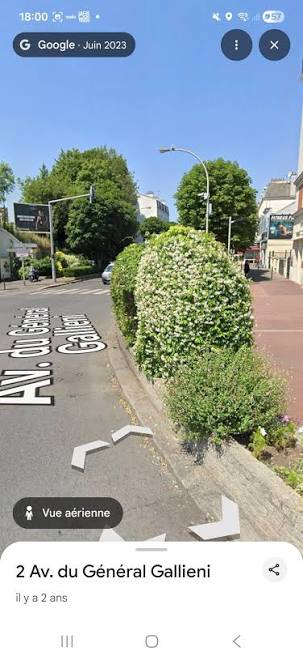 18:00
57
Google · Juin 2023
AV. du Général
Gallieni
Vue aérienne
2 Av. du Général Gallieni
il y a 2 ans